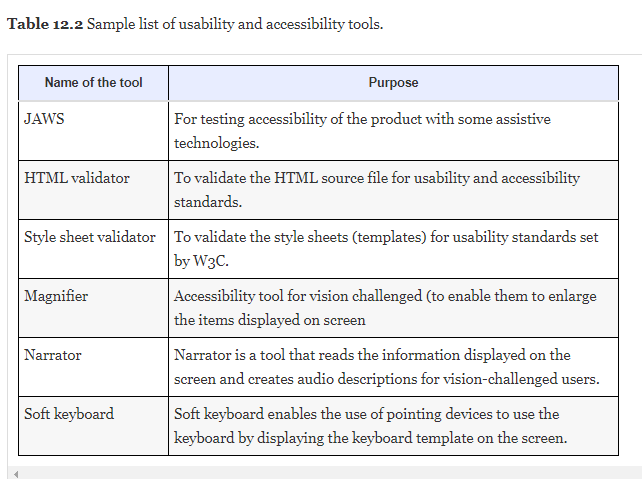 Table 12.2 Sample list of usability and accessibility tools.
Name of the tool
Purpose
JAWS
For testing accessibility of the product with some assistive
technologies.
HTML validator
To validate the HTML source file for usability and accessibility
standards.
Style sheet validator
To validate the style sheets (templates) for usability standards set
by W3C.
Magnifier
Accessibility tool for vision challenged (to enable them to enlarge
the items displayed on screen
Narrator
Narrator is a tool that reads the information displayed on the
screen and creates audio descriptions for vision-challenged users.
Soft keyboard
Soft keyboard enables the use of pointing devices to use the
keyboard by displaying the keyboard template on the screen.